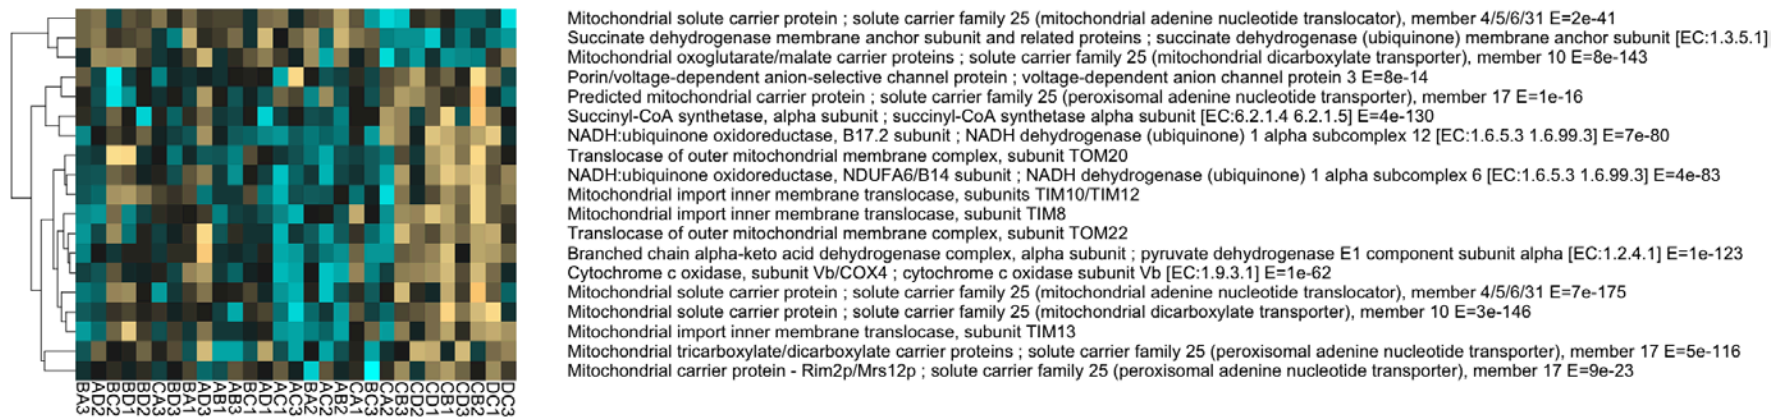 Mitochondrial solute carrier protein ; solute carrier family 25 (mitochondrial adenine nucleotide translocator), member 4/5/6/31 E=2e-41
Succinate dehydrogenase membrane anchor subunit and related proteins ; succinate dehydrogenase (ubiquinone) membrane anchor subunit [EC:1.3.5.1]
Mitochondrial oxoglutarate/malate carrier proteins ; solute carrier family 25 (mitochondrial dicarboxylate transporter), member 10 E=8e-143
Porin/voltage-dependent anion-selective channel protein ; voltage-dependent anion channel protein 3 E=8e-14
Predicted mitochondrial carrier protein ; solute carrier family 25 (peroxisomal adenine nucleotide transporter), member 17 E=1e-16
Succinyl-CoA synthetase, alpha subunit ; succinyl-CoA synthetase alpha subunit [EC:6.2.1.4 6.2.1.5] E=4e-130
NADH:ubiquinone oxidoreductase, B17.2 subunit ; NADH dehydrogenase (ubiquinone) 1 alpha subcomplex 12 [EC:1.6.5.3 1.6.99.3] E=7e-80
Translocase of outer mitochondrial membrane complex, subunit TOM20
NADH:ubiquinone oxidoreductase, NDUFA6/B14 subunit ; NADH dehydrogenase (ubiquinone) 1 alpha subcomplex 6 [EC:1.6.5.3 1.6.99.3] E=4e-83
Mitochondrial import inner membrane translocase, subunits TIM10/TIM12
Mitochondrial import inner membrane translocase, subunit TIM8
Translocase of outer mitochondrial membrane complex, subunit TOM22
Branched chain alpha-keto acid dehydrogenase complex, alpha subunit ; pyruvate dehydrogenase E1 component subunit alpha [EC:1.2.4.1] E=1e-123
Cytochrome c oxidase, subunit Vb/COX4 ; cytochrome c oxidase subunit Vb [EC:1.9.3.1] E=1e-62
Mitochondrial solute carrier protein ; solute carrier family 25 (mitochondrial adenine nucleotide translocator), member 4/5/6/31 E=7e-175
Mitochondrial solute carrier protein ; solute carrier family 25 (mitochondrial dicarboxylate transporter), member 10 E=3e-146
Mitochondrial import inner membrane translocase, subunit TIM13
Mitochondrial tricarboxylate/dicarboxylate carrier proteins ; solute carrier family 25 (peroxisomal adenine nucleotide transporter), member 17 E=5e-116
Mitochondrial carrier protein - Rim2p/Mrs12p ; solute carrier family 25 (peroxisomal adenine nucleotide transporter), member 17 E=9e-23
BA3
AD2
BC2
BD1
BD2
CA3
BD3
BA1
AD3
AB1
AB3
BC1
AD1
AC1
AC3
BA2
AC2
AB2
CA1
BC3
CA2
CB3
CD2
CD1
CB1
CD3
CB2
DC1
DC3